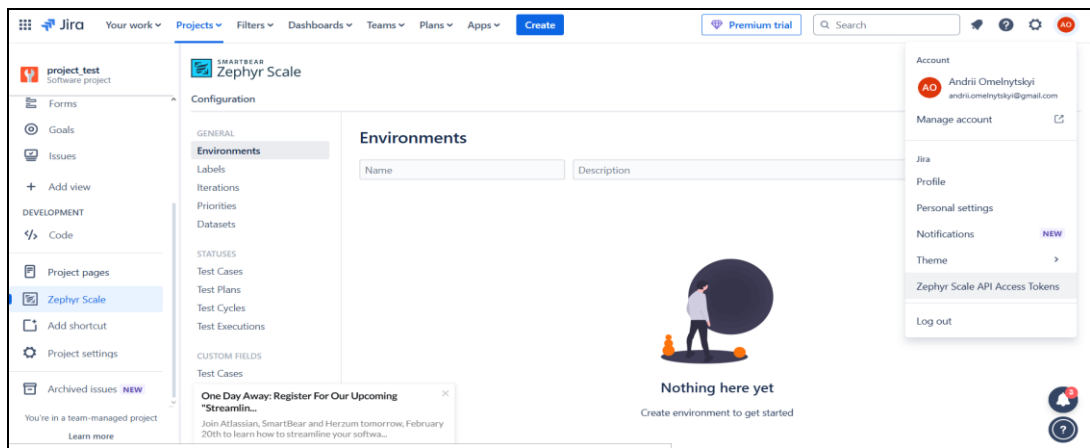 Jira Your work Projects Filters Dashboards Teams Plans Apps Create Premium trial Search AO
project_test
Software project
Forms
Goals
Issues
Add view
DEVELOPMENT
Code
Project pages
Zephyr Scale
Add shortcut
Project settings
Archived issues NEW
You're in a team-managed project
Learn more
SMARTBEAR
Zephyr Scale
Configuration
GENERAL
Environments
Labels
Iterations
Priorities
Datasets
STATUSES
Test Cases
Test Plans
Test Cycles
Test Executions
CUSTOM FIELDS
Test Cases
One Day Away: Register For Our Upcoming
"Streamlin...
Join Atlassian, SmartBear and Herzum tomorrow, February
20th to learn how to streamline your softwa...
Environments
Name Description
Nothing here yet
Create environment to get started
Account
AO Andrii Omelnytskyi
andrii.omelnytskyi@gmail.com
Manage account
Jira
Profile
Personal settings
Notifications NEW
Theme
Zephyr Scale API Access Tokens
Log out
3
?